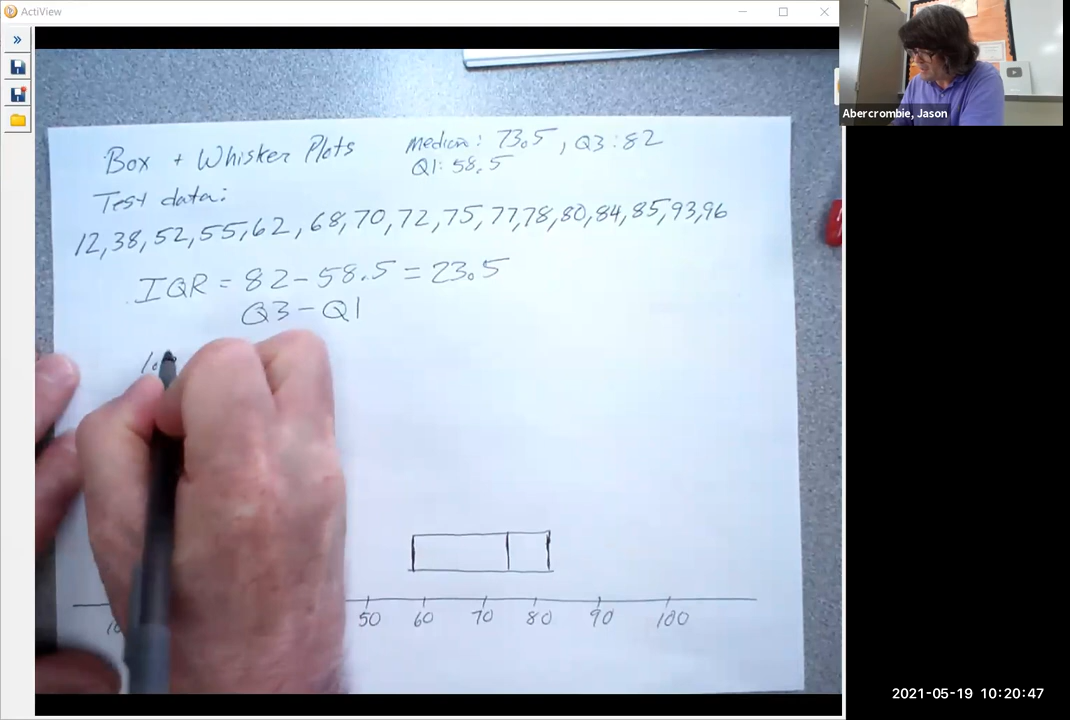 ActiView
Abercrombie, Jason
Box + Whisker Plots
Median: 73.5, Q3: 82
Q1: 58.5
Test data:
12,38,52,55,62,68,70,72,75,77,78,80,84,85,93,96
IQR = 82-58.5 = 23.5
Q3-Q1
50 60 70 80 90 100
2021-05-19 10:20:47